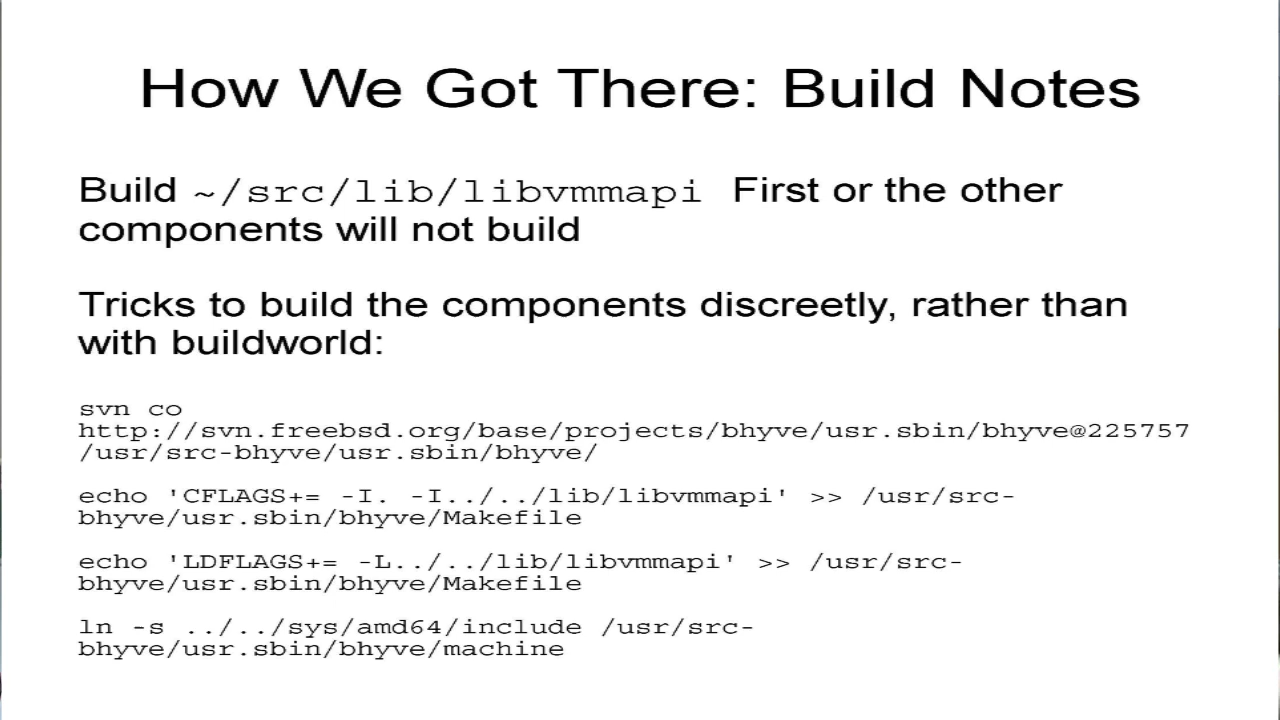 How We Got There: Build Notes
Build ~/src/lib/libvmmapi First or the other
components will not build
Tricks to build the components discreetly, rather than
with buildworld:
svn co
http://svn.freebsd.org/base/projects/bhyve/usr.sbin/bhyve@225757
/usr/src-bhyve/usr.sbin/bhyve/
echo 'CFLAGS+= -I. -I../../lib/libvmmapi' >> /usr/src-
bhyve/usr.sbin/bhyve/Makefile
echo 'LDFLAGS+= -L../../lib/libvmmapi' >> /usr/src-
bhyve/usr.sbin/bhyve/Makefile
ln -s ../../sys/amd64/include /usr/src-
bhyve/usr.sbin/bhyve/machine